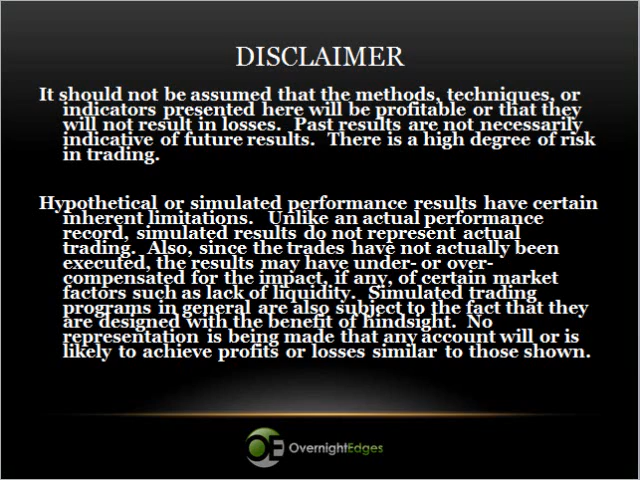 DISCLAIMER
It should not be assumed that the methods, techniques, or
indicators presented here will be profitable or that they
will not result in losses.  Past results are not necessarily
indicative of future results.  There is a high degree of risk
in trading.
Hypothetical or simulated performance results have certain
inherent limitations.  Unlike an actual performance
record, simulated results do not represent actual
trading.  Also, since the trades have not actually been
executed, the results may have under- or over-
compensated for the impact, if any, of certain market
factors such as lack of liquidity.  Simulated trading
programs in general are also subject to the fact that they
are designed with the benefit of hindsight.  No
representation is being made that any account will or is
likely to achieve profits or losses similar to those shown.
OvernightEdges